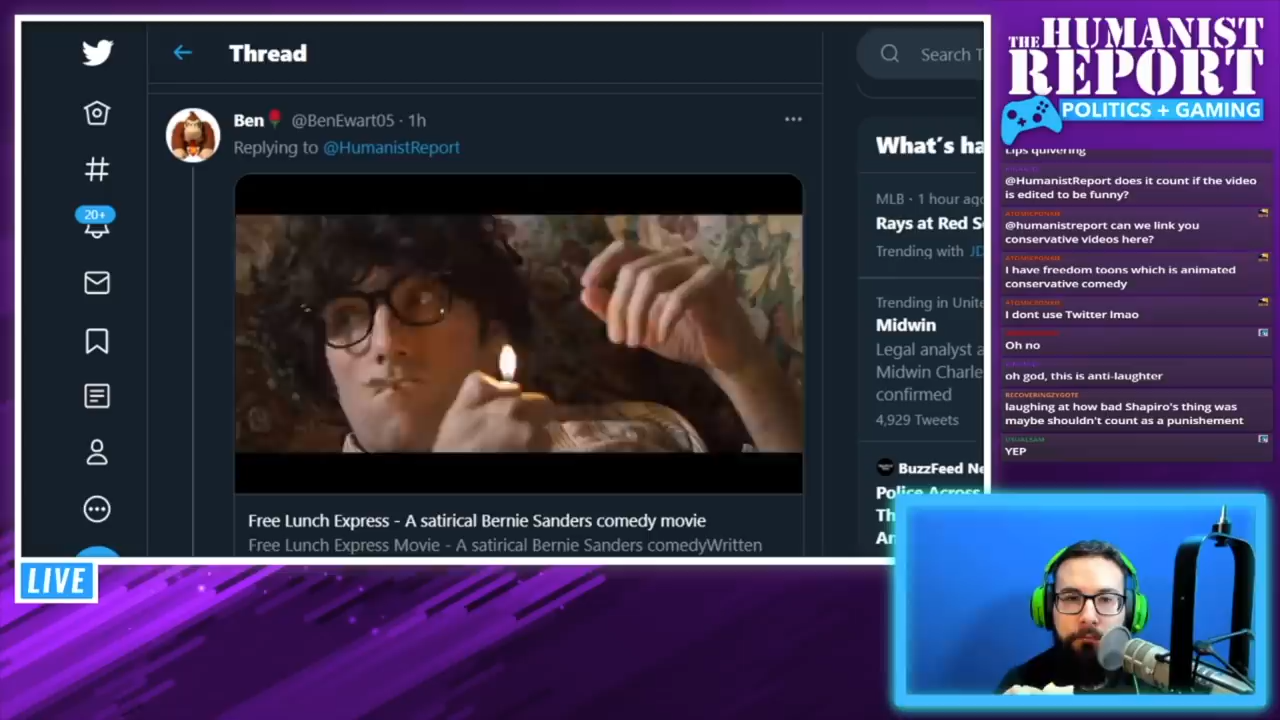 Thread
Search T
Ben @BenEwart05 · 1h
Replying to @HumanistReport
20+
Free Lunch Express - A satirical Bernie Sanders comedy movie
Free Lunch Express Movie - A satirical Bernie Sanders comedyWritten
What's ha
MLB · 1 hour ago
Rays at Red S
Trending with JD
Trending in Unite
Midwin
Legal analyst a
Midwin Charle
confirmed
4,929 Tweets
BuzzFeed Ne
Police Across
Th
An
LIVE
THE HUMANIST
REPORT
POLITICS + GAMING
Lips quivering
@HumanistReport does it count if the video
is edited to be funny?
ATOMICPONKIE
@humanistreport can we link you
conservative videos here?
ATOMICPONKIE
I have freedom toons which is animated
conservative comedy
ATOMICPONKIE
I dont use Twitter lmao
Oh no
oh god, this is anti-laughter
RECOVERINGZYGOTE
laughing at how bad Shapiro's thing was
maybe shouldn't count as a punishement
USUALSAM
YEP